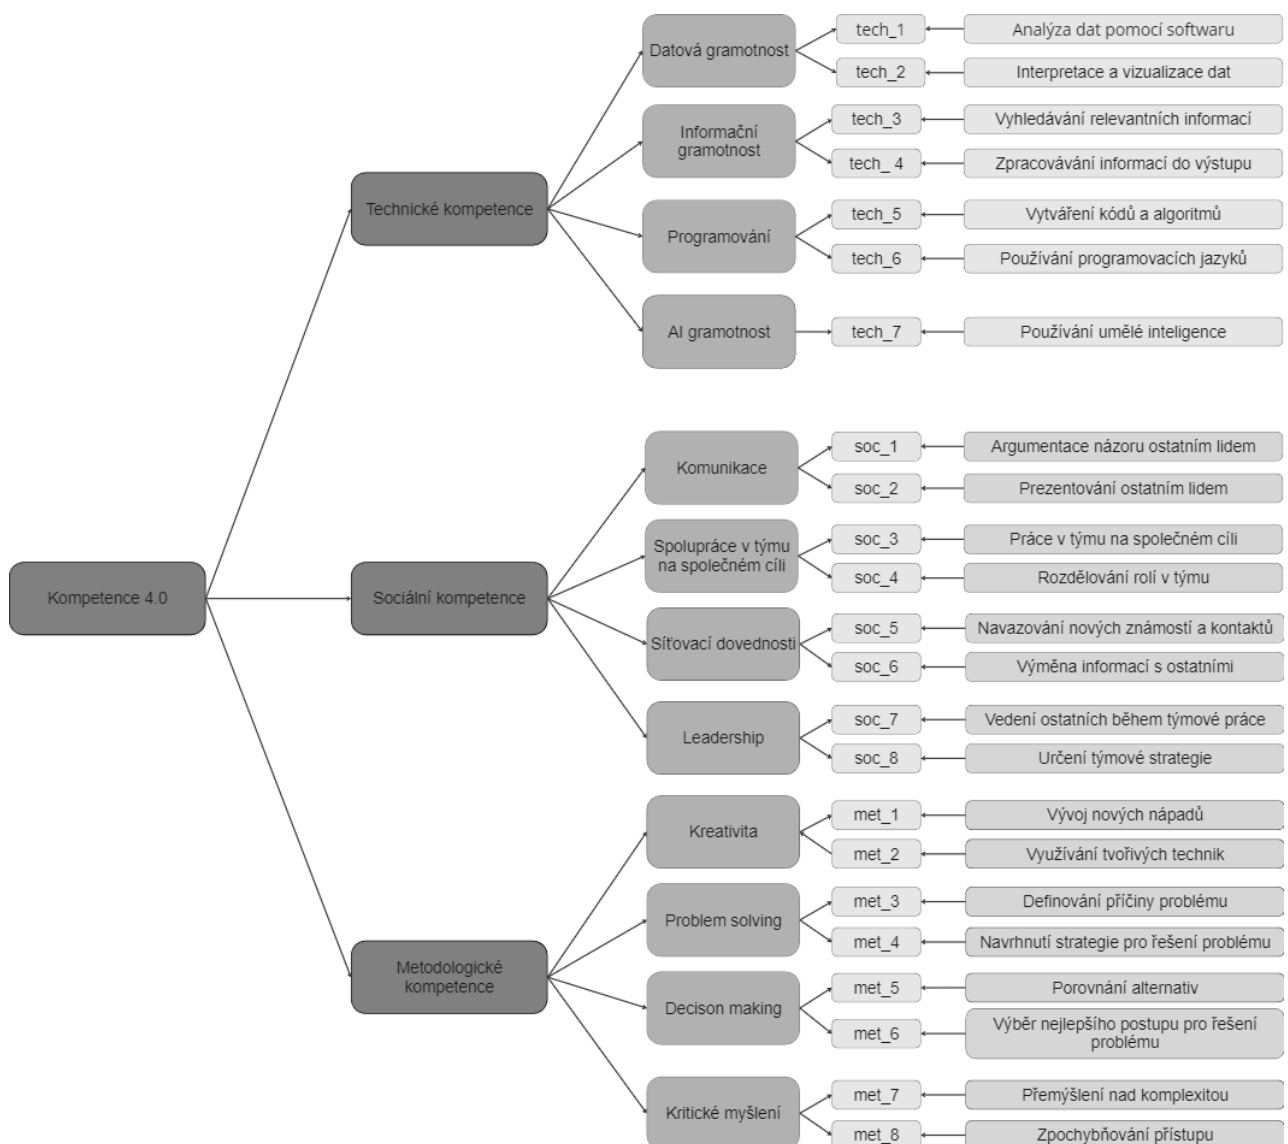 Kompetence 4.0
Technické kompetence
Datová gramotnost
tech_1
Analýza dat pomocí softwaru
tech_2
Interpretace a vizualizace dat
Informační
gramotnost
tech_3
Vyhledávání relevantních informací
tech_ 4
Zpracovávání informací do výstupu
Programování
tech_5
Vytváření kódů a algoritmů
tech_6
Používání programovacích jazyků
AI gramotnost
tech_7
Používání umělé inteligence
Sociální kompetence
Komunikace
soc_1
Argumentace názoru ostatním lidem
soc_2
Prezentování ostatním lidem
Spolupráce v týmu
na společném cíli
soc_3
Práce v týmu na společném cíli
soc_4
Rozdělování rolí v týmu
Síťovací dovednosti
soc_5
Navazování nových známostí a kontaktů
soc_6
Výměna informací s ostatními
Leadership
soc_7
Vedení ostatních během týmové práce
soc_8
Určení týmové strategie
Metodologické
kompetence
Kreativita
met_1
Vývoj nových nápadů
met_2
Využívání tvořivých technik
Problem solving
met_3
Definování příčiny problému
met_4
Navrhnutí strategie pro řešení problému
Decison making
met_5
Porovnání alternativ
met_6
Výběr nejlepšího postupu pro řešení
problému
Kritické myšlení
met_7
Přemýšlení nad komplexitou
met_8
Zpochybňování přístupu